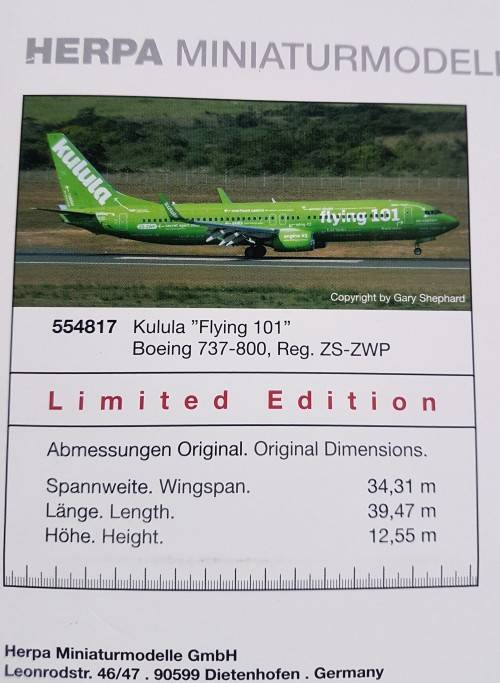 HERPA MINIATURMODELL
kulula
flying 101
Copyright by Gary Shephard
554817 Kulula ”Flying 101”
Boeing 737-800, Reg. ZS-ZWP
Limited Edition
Abmessungen Original. Original Dimensions.
Spannweite. Wingspan. 34,31 m
Länge. Length. 39,47 m
Höhe. Height. 12,55 m
Herpa Miniaturmodelle GmbH
Leonrodstr. 46/47 . 90599 Dietenhofen . Germany